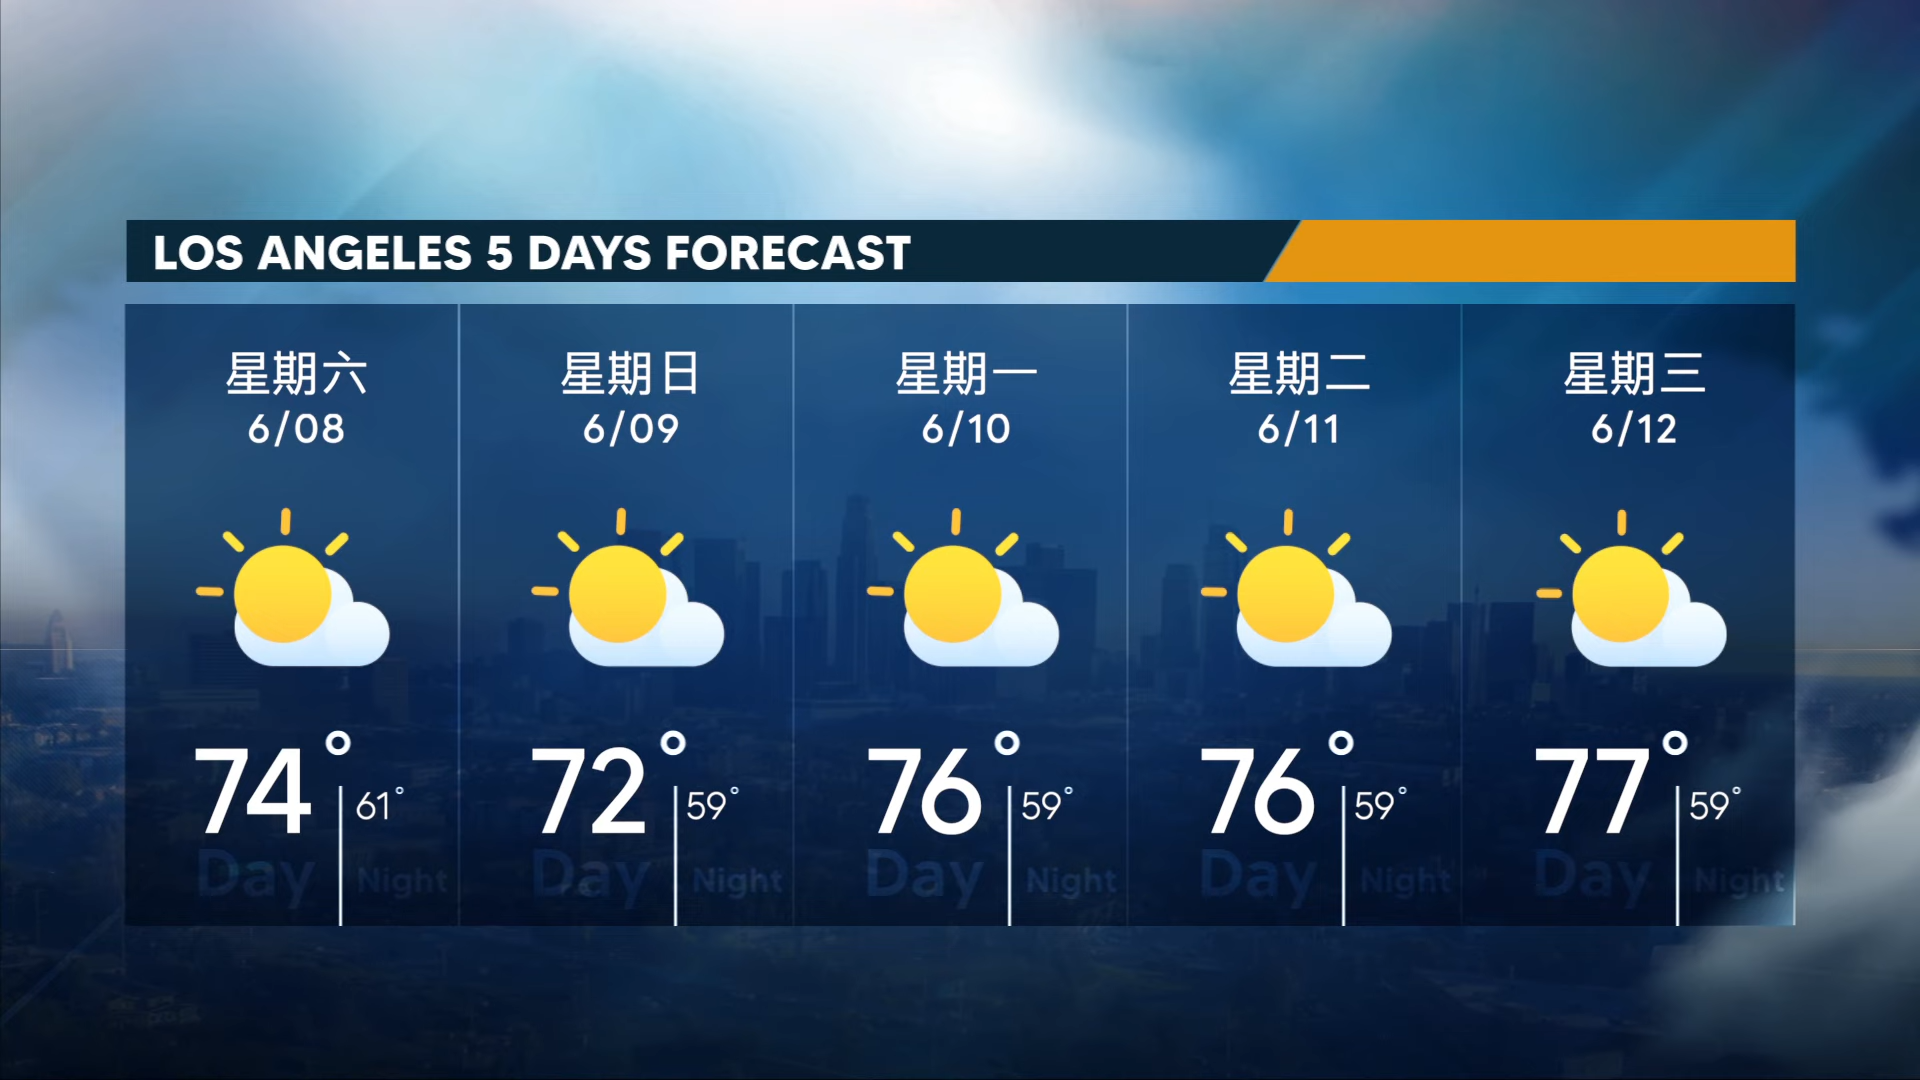 LOS ANGELES 5 DAYS FORECAST
星期六
6/08
74°
61°
Day
Night
星期日
6/09
72°
59°
Day
Night
星期一
6/10
76°
59°
Day
Night
星期二
6/11
76°
59°
Day
Night
星期三
6/12
77°
59°
Day
Night